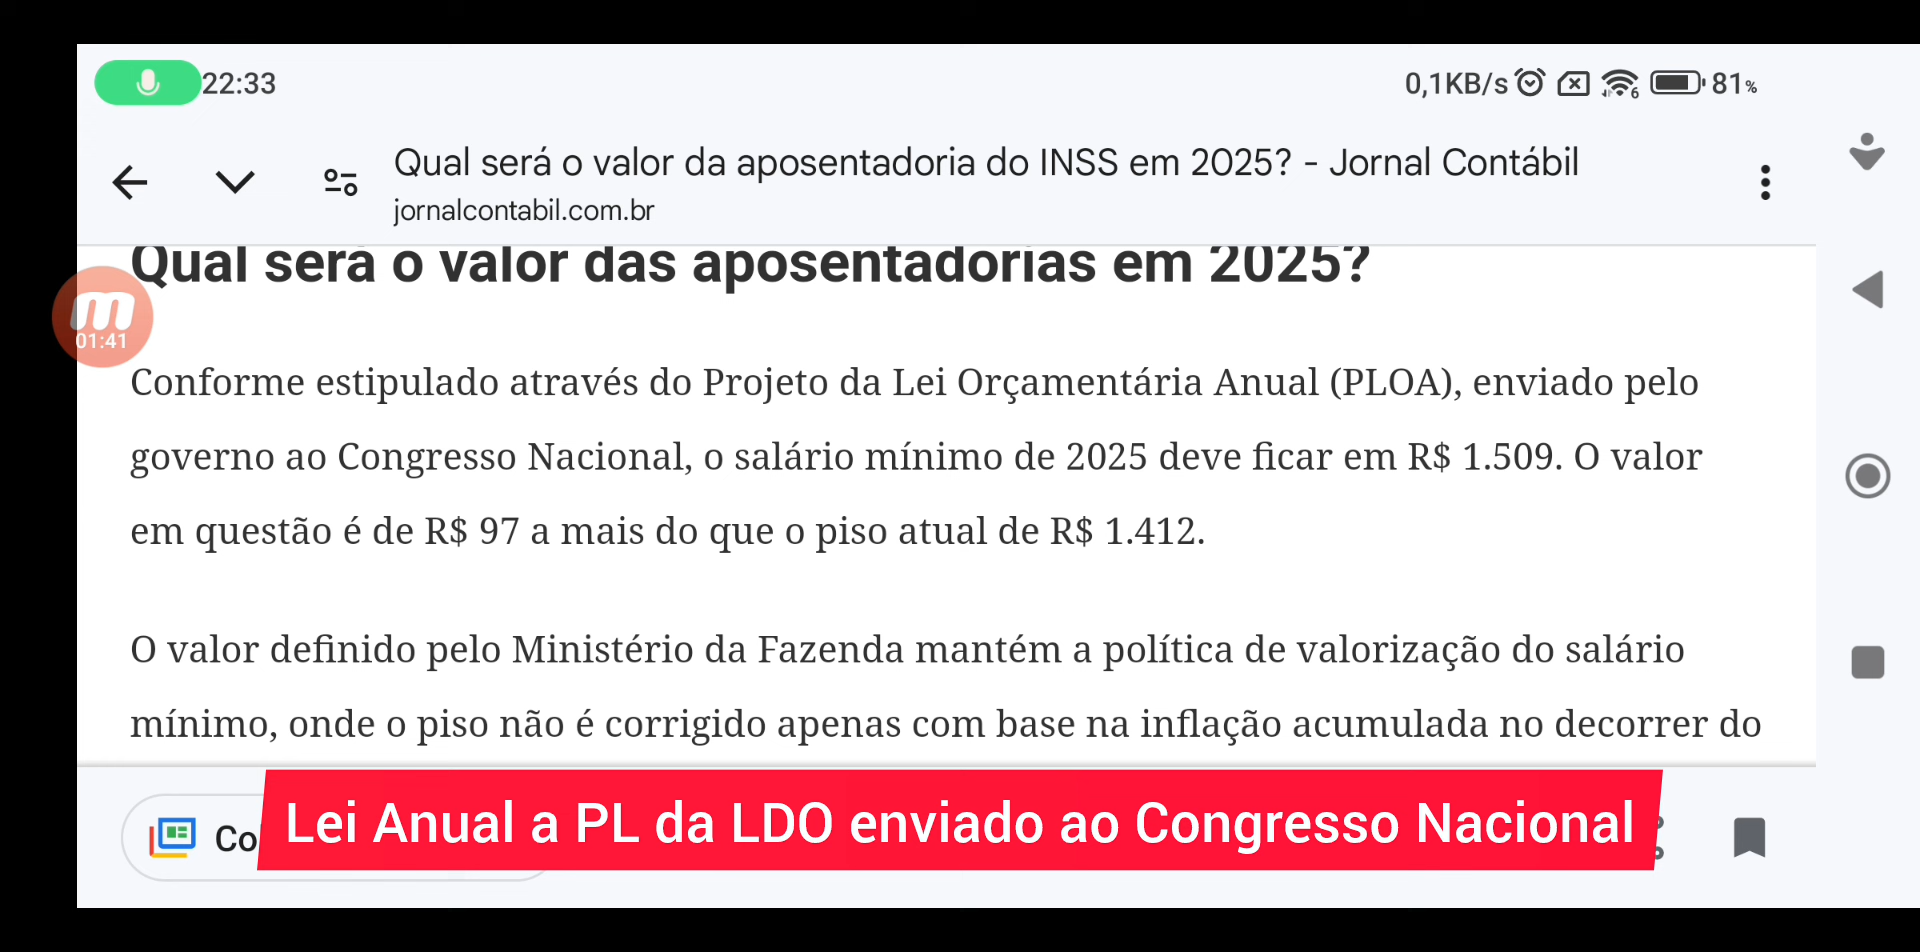 22:33
0,1KB/s 6 81%
Qual será o valor da aposentadoria do INSS em 2025? - Jornal Contábil
jornalcontabil.com.br
Qual será o valor das aposentadorias em 2025?
m
01:41
Conforme estipulado através do Projeto da Lei Orçamentária Anual (PLOA), enviado pelo
governo ao Congresso Nacional, o salário mínimo de 2025 deve ficar em R$ 1.509. O valor
em questão é de R$ 97 a mais do que o piso atual de R$ 1.412.
O valor definido pelo Ministério da Fazenda mantém a política de valorização do salário
mínimo, onde o piso não é corrigido apenas com base na inflação acumulada no decorrer do
Co
Lei Anual a PL da LDO enviado ao Congresso Nacional